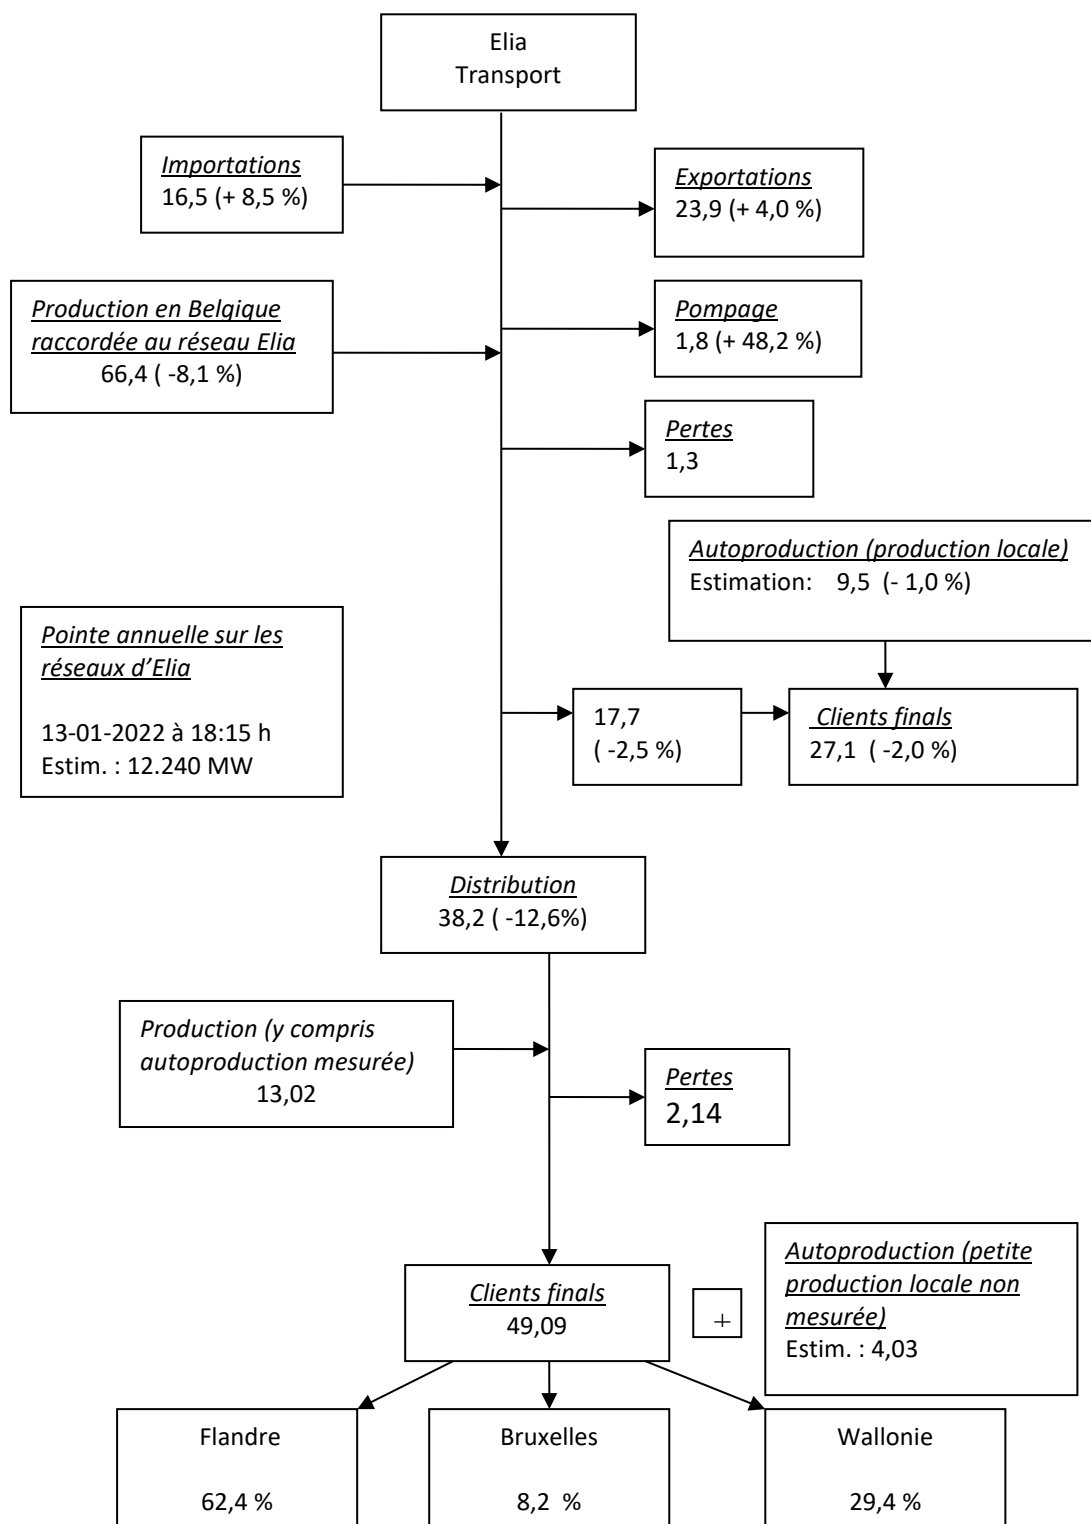 Elia
Transport
Importations
16,5 (+ 8,5 %)
Exportations
23,9 (+ 4,0 %)
Production en Belgique
raccordée au réseau Elia
66,4 ( -8,1 %)
Pompage
1,8 (+ 48,2 %)
Pertes
1,3
Autoproduction (production locale)
Estimation: 9,5 (- 1,0 %)
Pointe annuelle sur les
réseaux d’Elia
13-01-2022 à 18:15 h
Estim. : 12.240 MW
17,7
( -2,5 %)
Clients finals
27,1 ( -2,0 %)
Distribution
38,2 ( -12,6%)
Production (y compris
autoproduction mesurée)
13,02
Pertes
2,14
Clients finals
49,09
+
Autoproduction (petite
production locale non
mesurée)
Estim. : 4,03
Flandre
62,4 %
Bruxelles
8,2 %
Wallonie
29,4 %